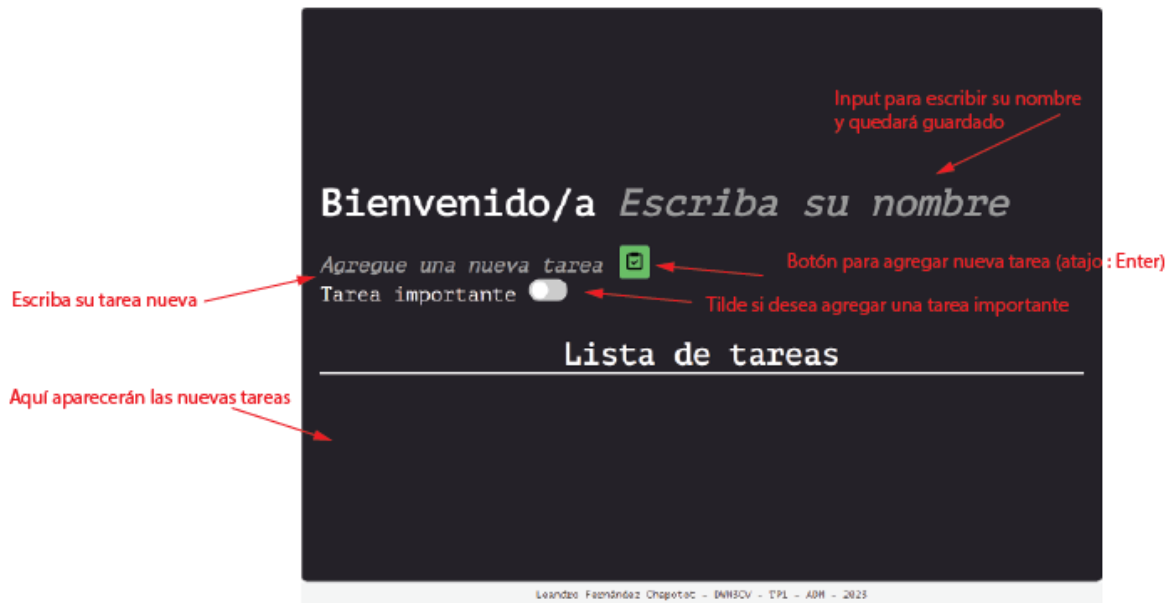 Input para escribir su nombre
y quedará guardado
Bienvenido/a Escriba su nombre
Agregue una nueva tarea
Botón para agregar nueva tarea (atajo : Enter)
Escriba su tarea nueva
Tarea importante
Tilde si desea agregar una tarea importante
Lista de tareas
Aquí aparecerán las nuevas tareas
Leandro Fernández Chapotot - DWM3CV - TP1 - ADM - 2023